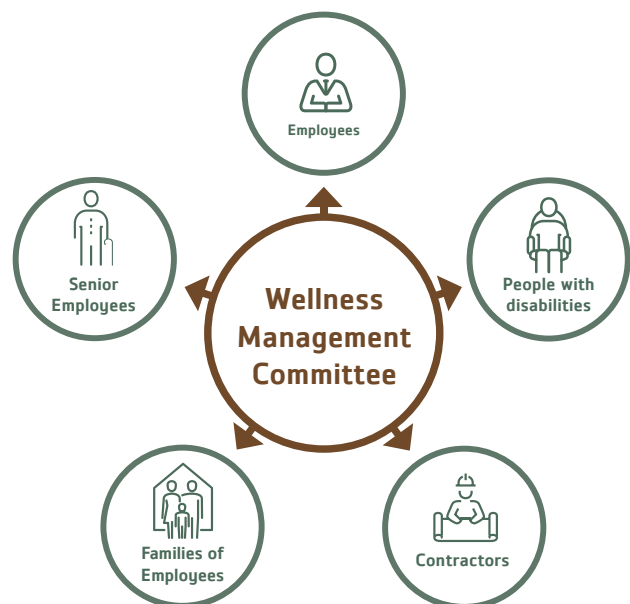 Employees
Senior
Employees
People with
disabilities
Wellness
Management
Committee
Families of
Employees
Contractors